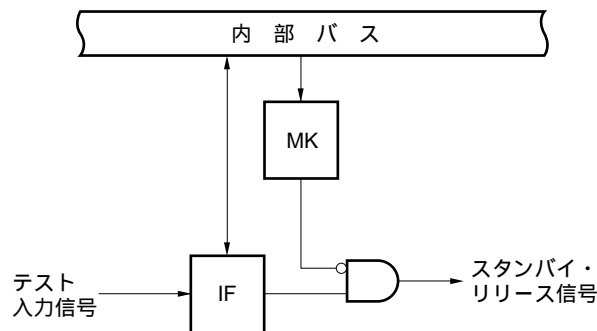 内 部 バ ス
MK
IF
テスト
入力信号
スタンバイ・
リリース信号